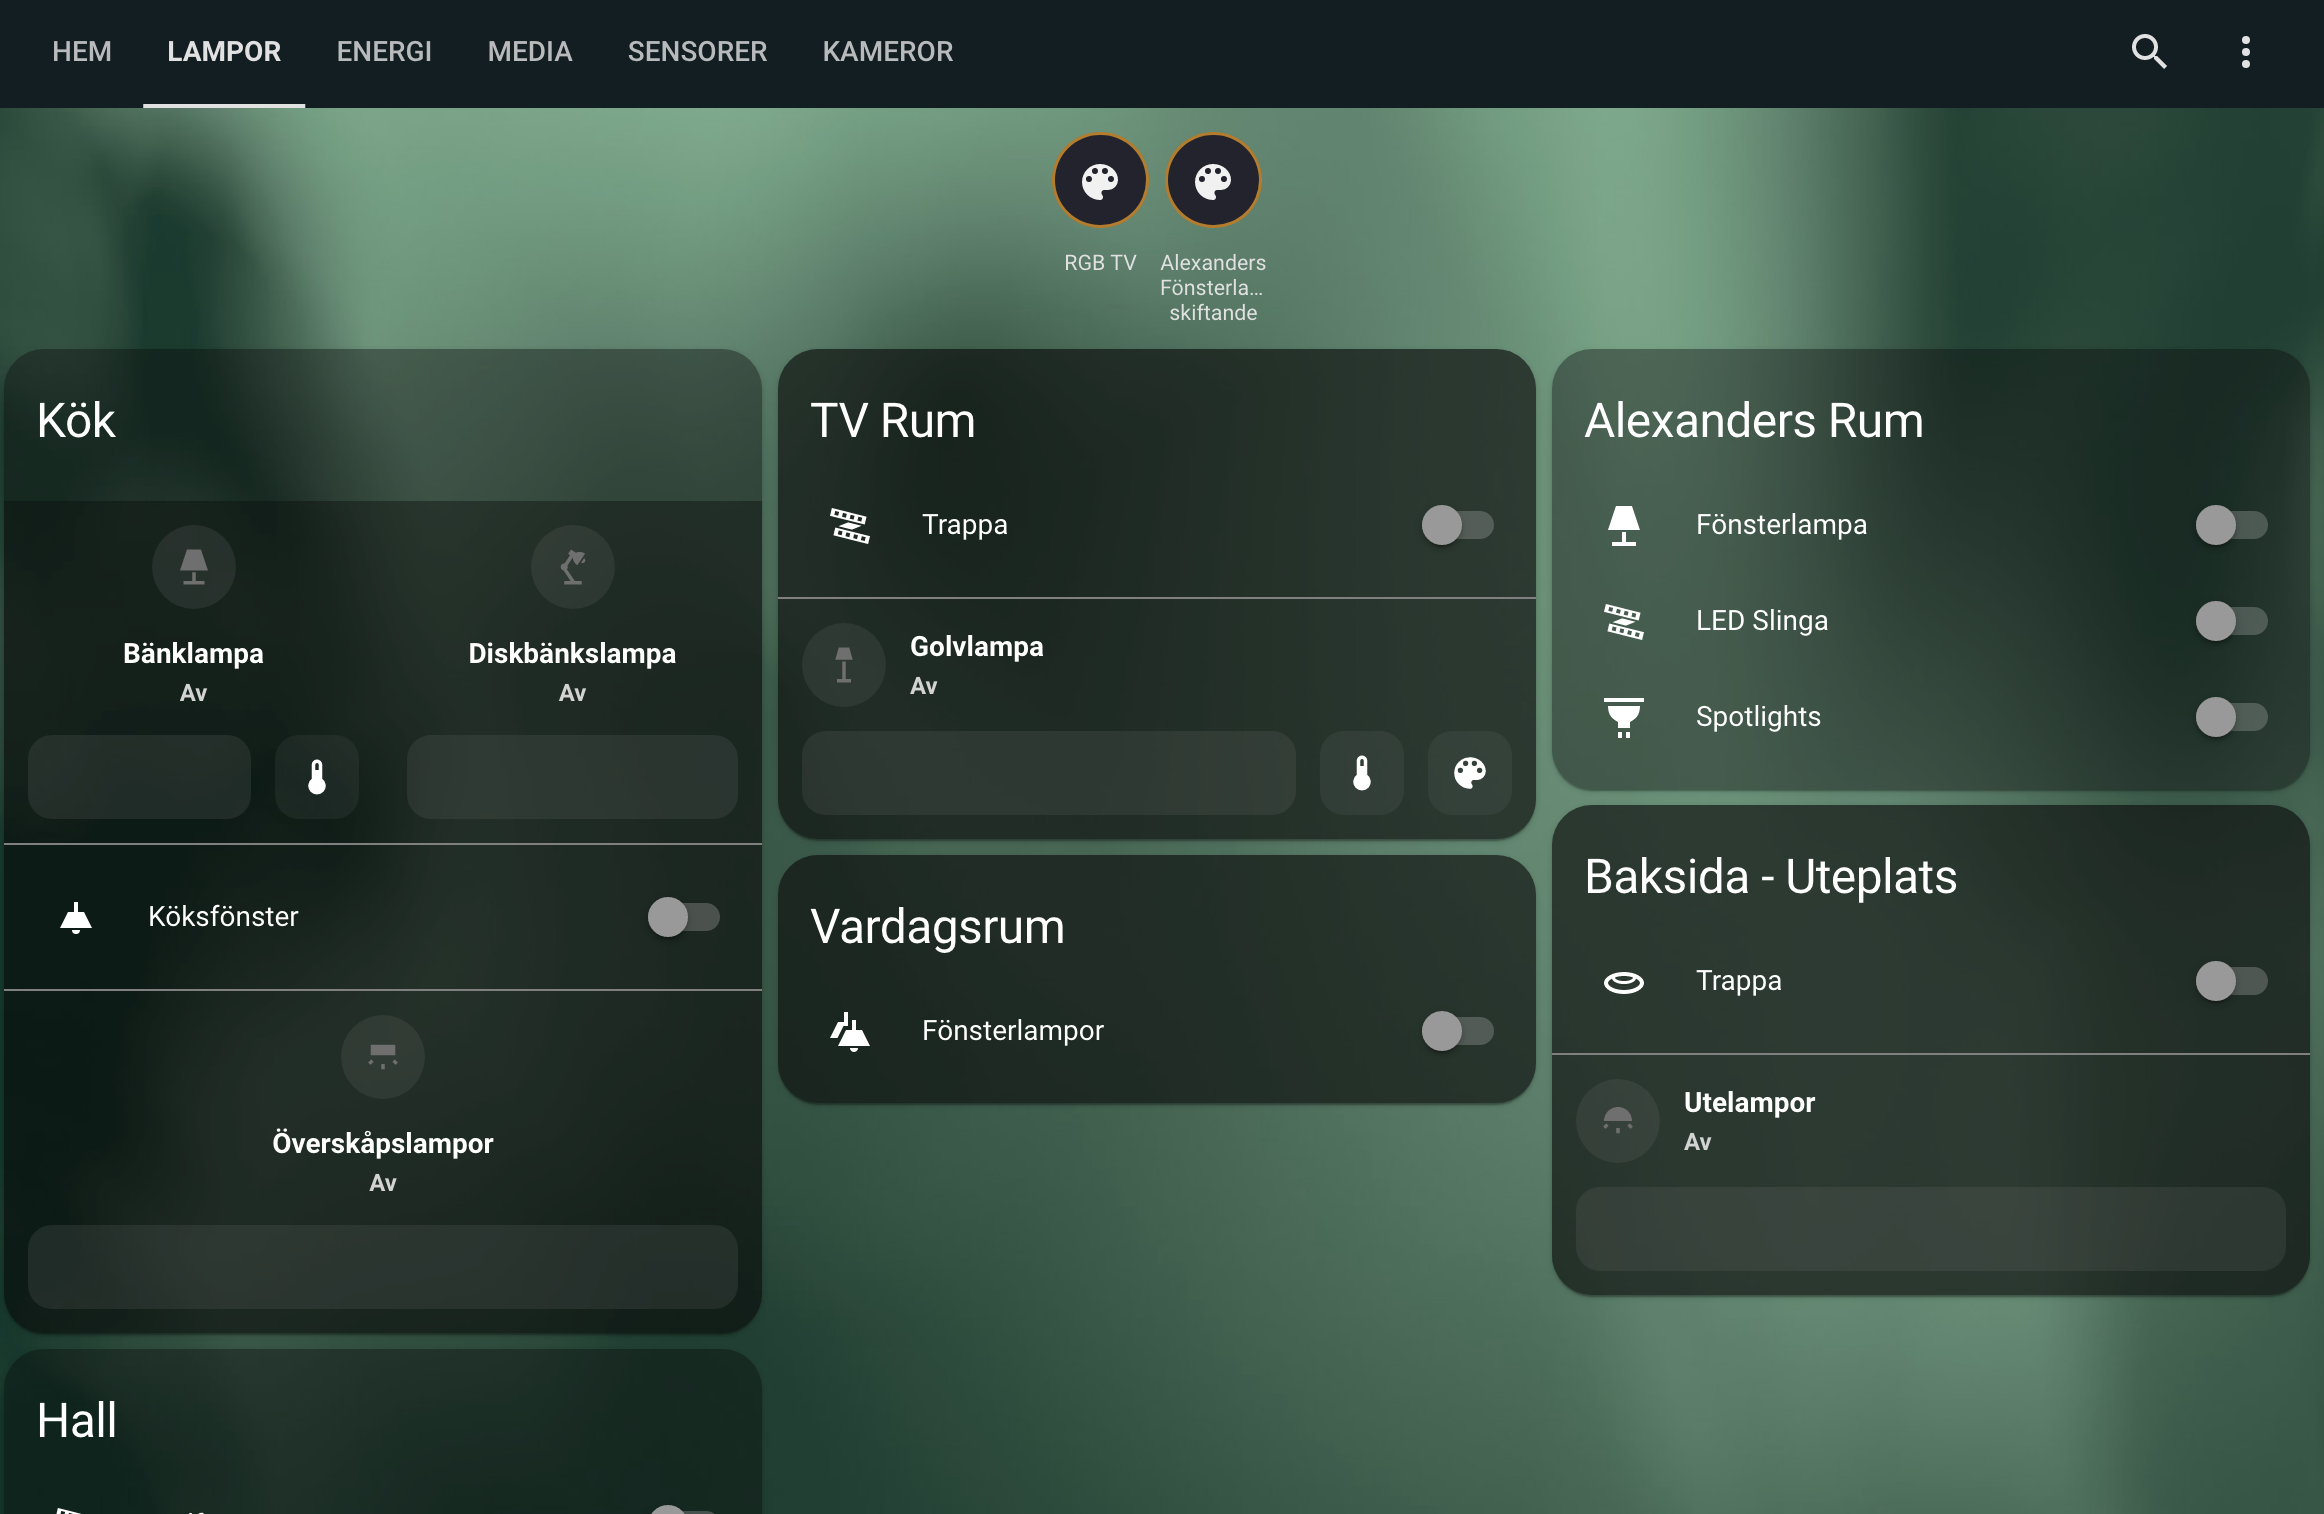 HEM LAMPOR ENERGI MEDIA SENSORER KAMEROR
RGB TV
Alexanders
Fönsterla...
skiftande
Kök
Bänklampa
Av
Diskbänkslampa
Av
Köksfönster
Överskåpslampor
Av
Hall
TV Rum
Trappa
Golvlampa
Av
Vardagsrum
Fönsterlampor
Alexanders Rum
Fönsterlampa
LED Slinga
Spotlights
Baksida - Uteplats
Trappa
Utelampor
Av